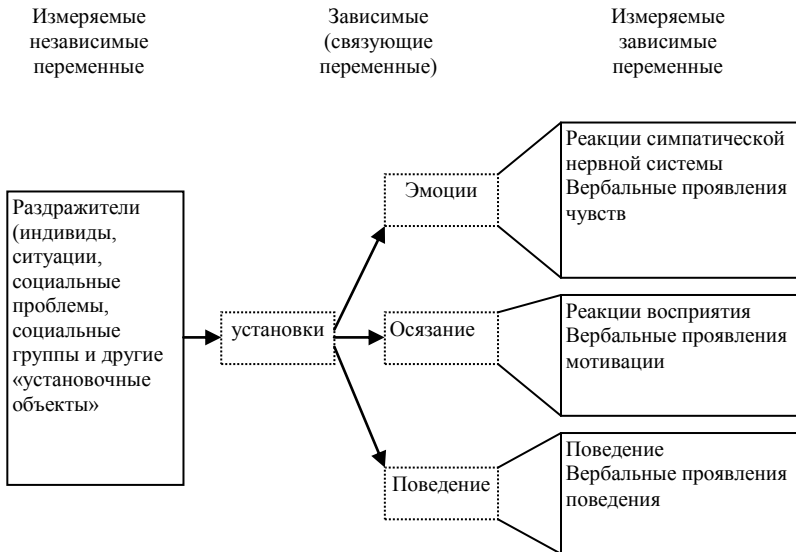 Измеряемые
независимые
переменные
Зависимые
(связующие
переменные)
Измеряемые
зависимые
переменные
Раздражители
(индивиды,
ситуации,
социальные
проблемы,
социальные
группы и другие
«установочные
объекты»
установки
Эмоции
Реакции симпатической
нервной системы
Вербальные проявления
чувств
Осязание
Реакции восприятия
Вербальные проявления
мотивации
Поведение
Поведение
Вербальные проявления
поведения